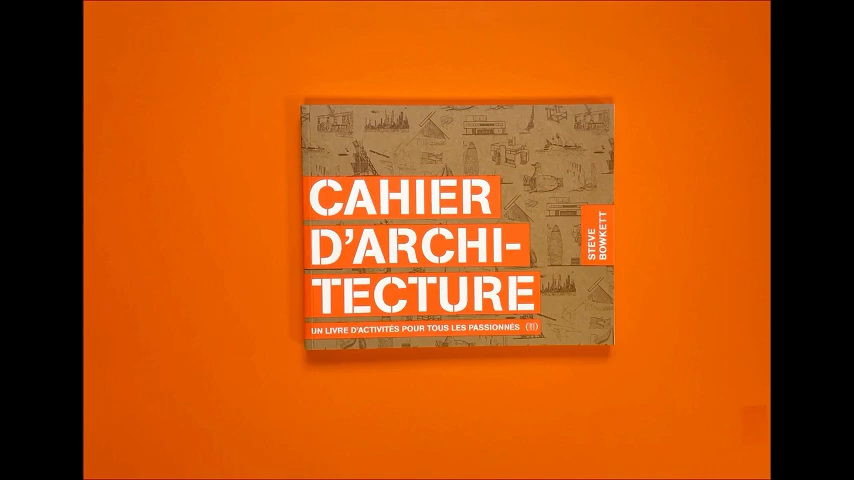 CAHIER
D'ARCHI-
TECTURE
UN LIVRE D'ACTIVITÉS POUR TOUS LES PASSIONNÉS
STEVE
BOWKETT